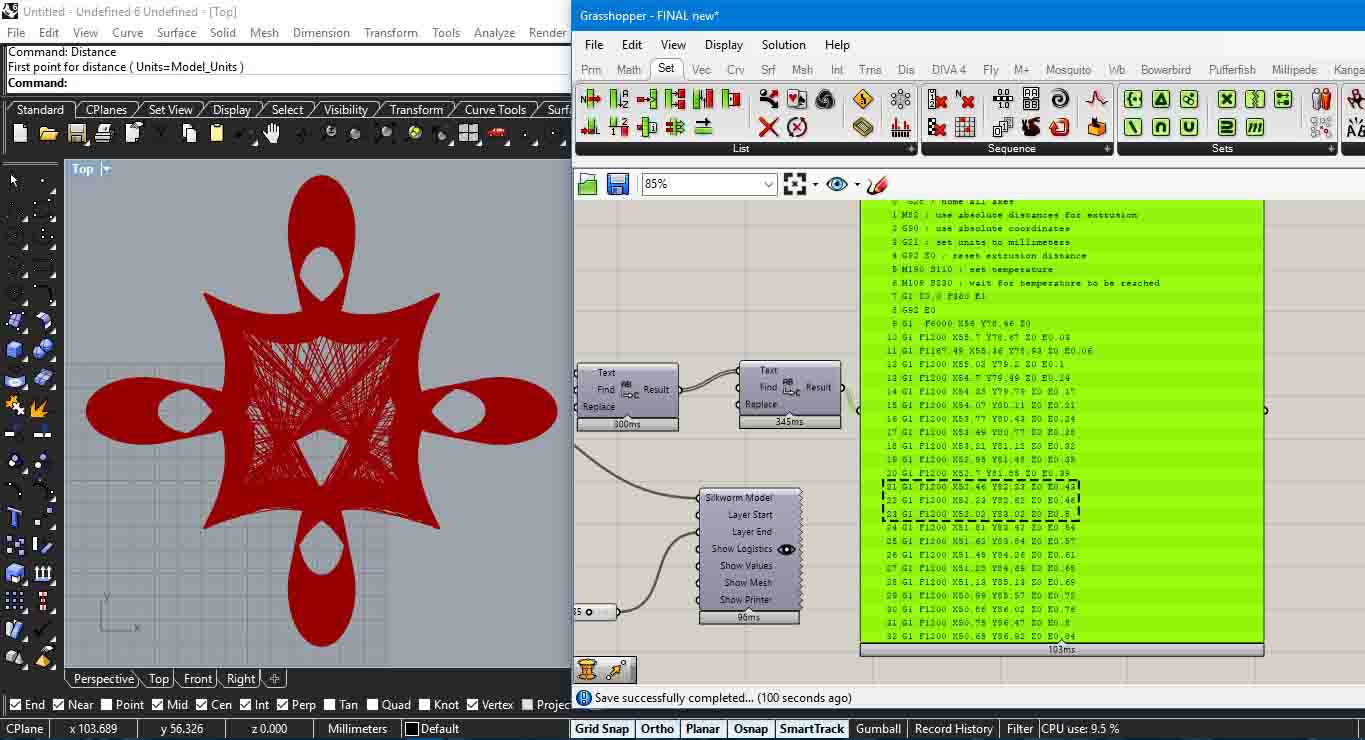 Untitled - Undefined 6 Undefined - [Top]
File Edit View Curve Surface Solid Mesh Dimension Transform Tools Analyze Render
Command: Distance
First point for distance ( Units=Model_Units )
Command:
Standard CPlanes Set View Display Select Visibility Transform Curve Tools Surfa
Top
y
x
Perspective Top Front Right
End Near Point Mid Cen Int Perp Tan Quad Knot Vertex Project
CPlane x 103.689 y 56.326 z 0.000 Millimeters Default
Grasshopper - FINAL new*
File Edit View Display Solution Help
Prm Math Set Vec Crv Srf Msh Int Trns Dis DIVA 4 Fly M+ Mosquito Wb Bowerbird Pufferfish Millipede Kanga
List Sequence Sets
85%
Text
Find Result
Replace
300ms
Text
Find Result
Replace
345ms
Silkworm Model
Layer Start
Layer End
Show Logistics
Show Values
Show Mesh
Show Printer
96ms
1 M82 ; use absolute distances for extrusion
2 G90 ; use absolute coordinates
3 G21 ; set units to millimeters
4 G92 E0 ; reset extrusion distance
5 M190 S110 ; set temperature
6 M109 S230 ; wait for temperature to be reached
8 G92 E0
9 G1 F6000 X56 Y78.46 Z0
10 G1 F1200 X55.7 Y78.67 Z0 E0.03
11 G1 F1167.49 X55.36 Y78.93 Z0 E0.06
12 G1 F1200 X55.02 Y79.2 Z0 E0.1
13 G1 F1200 X54.7 Y79.49 Z0 E0.14
14 G1 F1200 X54.38 Y79.79 Z0 E0.17
15 G1 F1200 X54.07 Y80.11 Z0 E0.21
16 G1 F1200 X53.77 Y80.43 Z0 E0.24
17 G1 F1200 X53.49 Y80.77 Z0 E0.28
18 G1 F1200 X53.21 Y81.12 Z0 E0.32
19 G1 F1200 X52.95 Y81.48 Z0 E0.35
20 G1 F1200 X52.7 Y81.85 Z0 E0.39
21 G1 F1200 X52.46 Y82.23 Z0 E0.43
22 G1 F1200 X52.23 Y82.62 Z0 E0.46
23 G1 F1200 X52.02 Y83.02 Z0 E0.5
24 G1 F1200 X51.81 Y83.43 Z0 E0.54
25 G1 F1200 X51.62 Y83.84 Z0 E0.57
26 G1 F1200 X51.45 Y84.26 Z0 E0.61
27 G1 F1200 X51.28 Y84.69 Z0 E0.65
28 G1 F1200 X51.13 Y85.13 Z0 E0.69
29 G1 F1200 X50.99 Y85.57 Z0 E0.72
30 G1 F1200 X50.86 Y86.02 Z0 E0.76
31 G1 F1200 X50.75 Y86.47 Z0 E0.8
32 G1 F1200 X50.65 Y86.92 Z0 E0.84
103ms
Save successfully completed... (100 seconds ago)
Grid Snap Ortho Planar Osnap SmartTrack Gumball Record History Filter CPU use: 9.5 %